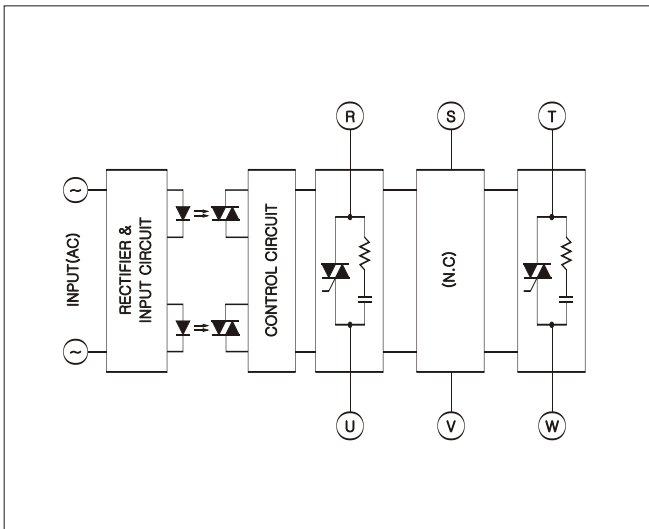 R
S
T
~
INPUT(AC)
~
RECTIFIER &
INPUT CIRCUIT
CONTROL CIRCUIT
(N.C)
U
V
W